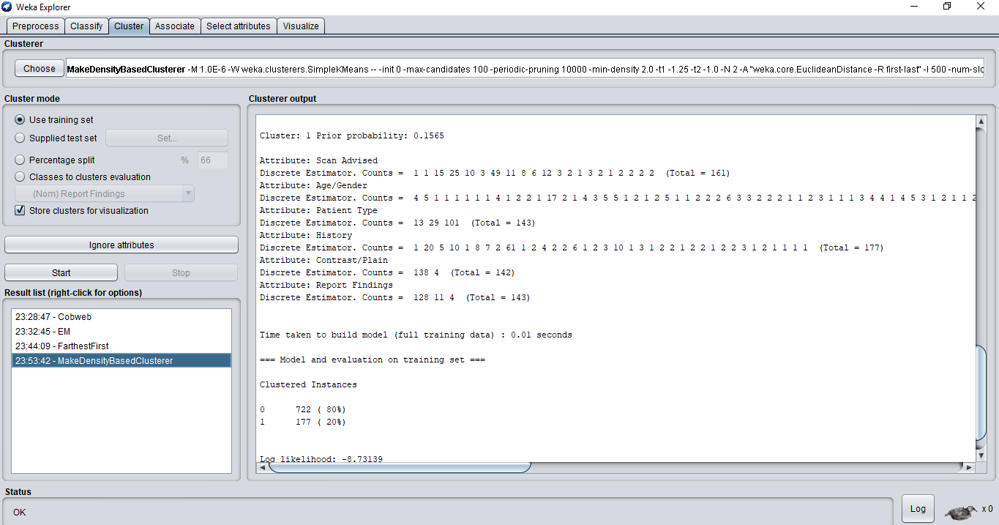 Weka Explorer
Preprocess Classify Cluster Associate Select attributes Visualize
Clusterer
Choose MakeDensityBasedClusterer -M 1.0E-6 -W weka.clusterers.SimpleKMeans -- -init 0 -max-candidates 100 -periodic-pruning 10000 -min-density 2.0 -t1 -1.25 -t2 -1.0 -N 2 -A "weka.core.EuclideanDistance -R first-last" -I 500 -num-slo
Cluster mode
Use training set
Supplied test set Set...
Percentage split % 66
Classes to clusters evaluation
(Nom) Report Findings
Store clusters for visualization
Ignore attributes
Start Stop
Result list (right-click for options)
23:28:47 - Cobweb
23:32:45 - EM
23:44:09 - FarthestFirst
23:53:42 - MakeDensityBasedClusterer
Clusterer output
Cluster: 1 Prior probability: 0.1565
Attribute: Scan Advised
Discrete Estimator. Counts = 1 1 15 25 10 3 49 11 8 6 12 3 2 1 3 2 1 2 2 2 2 (Total = 161)
Attribute: Age/Gender
Discrete Estimator. Counts = 4 5 1 1 1 1 1 1 1 4 1 2 2 1 17 2 1 4 3 5 5 1 2 1 2 5 1 1 2 2 2 6 3 3 2 2 2 1 1 2 3 1 1 1 3 4 4 1 4 5 3 1 2 1 1 2
Attribute: Patient Type
Discrete Estimator. Counts = 13 29 101 (Total = 143)
Attribute: History
Discrete Estimator. Counts = 1 20 5 10 1 8 7 2 61 1 2 4 2 2 6 1 2 3 10 1 3 1 2 2 1 2 2 1 2 2 3 1 2 1 1 1 1 (Total = 177)
Attribute: Contrast/Plain
Discrete Estimator. Counts = 138 4 (Total = 142)
Attribute: Report Findings
Discrete Estimator. Counts = 128 11 4 (Total = 143)
Time taken to build model (full training data) : 0.01 seconds
=== Model and evaluation on training set ===
Clustered Instances
0 722 ( 80%)
1 177 ( 20%)
Log likelihood: -8.73139
Status
OK
Log x 0